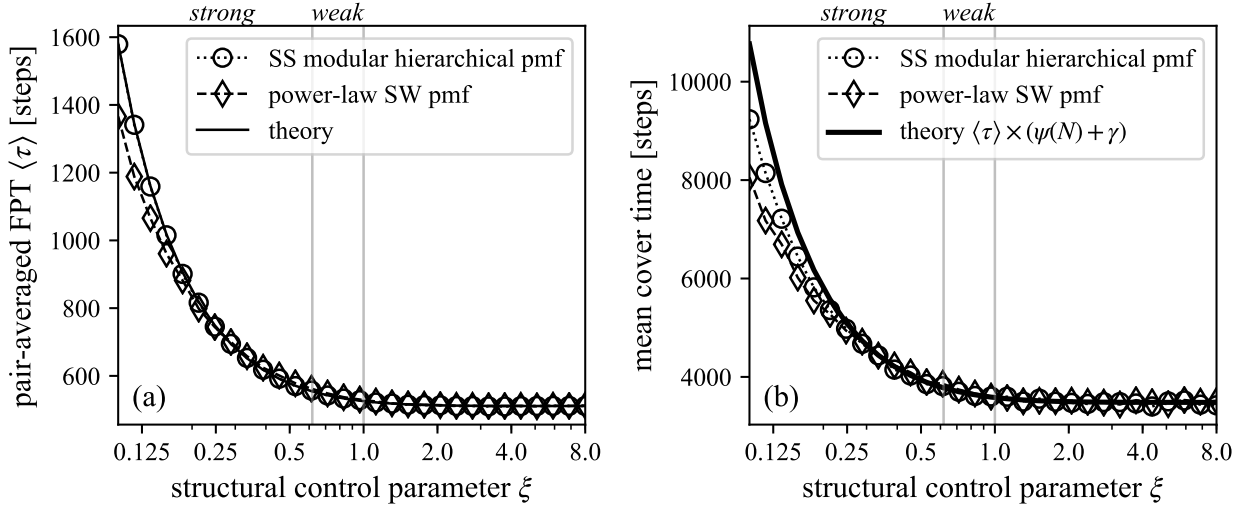 strong weak
1600
1400
1200
1000
800
600
pair-averaged FPT ⟨τ⟩ [steps]
SS modular hierarchical pmf
power-law SW pmf
theory
(a)
0.125 0.25 0.5 1.0 2.0 4.0 8.0
structural control parameter ξ
strong weak
10000
8000
6000
4000
mean cover time [steps]
SS modular hierarchical pmf
power-law SW pmf
theory ⟨τ⟩ × (ψ(N) + γ)
(b)
0.125 0.25 0.5 1.0 2.0 4.0 8.0
structural control parameter ξ